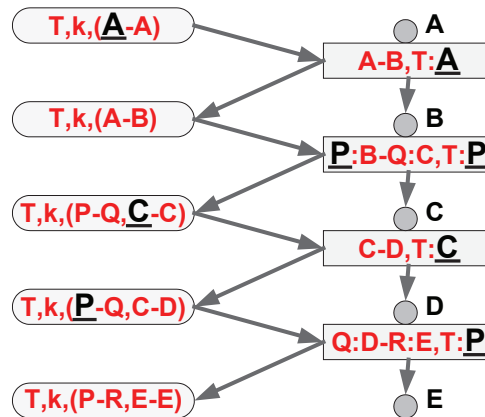 T,k,(A-A)
A
A-B,T:A
T,k,(A-B)
B
P:B-Q:C,T:P
T,k,(P-Q,C-C)
C
C-D,T:C
T,k,(P-Q,C-D)
D
Q:D-R:E,T:P
T,k,(P-R,E-E)
E